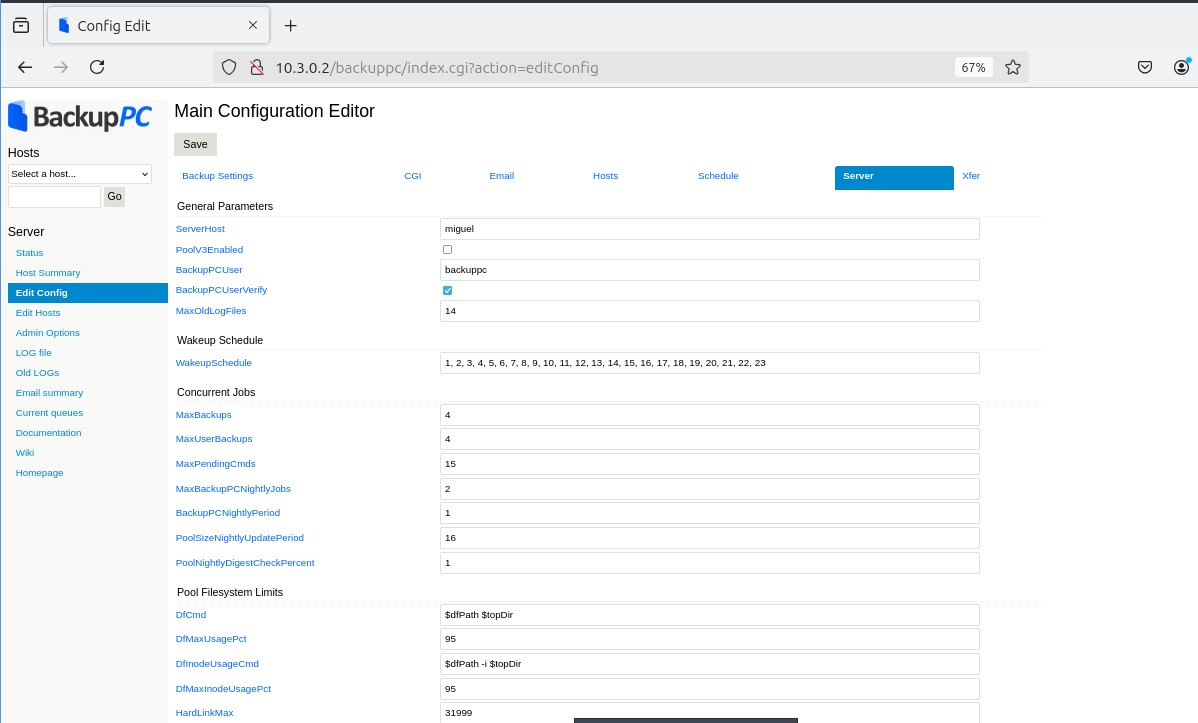 Config Edit
10.3.0.2/backuppc/index.cgi?action=editConfig
67%
BackupPC
Hosts
Select a host...
Go
Server
Status
Host Summary
Edit Config
Edit Hosts
Admin Options
LOG file
Old LOGs
Email summary
Current queues
Documentation
Wiki
Homepage
Main Configuration Editor
Save
Backup Settings CGI Email Hosts Schedule Server Xfer
General Parameters
ServerHost miguel
PoolV3Enabled
BackupPCUser backuppc
BackupPCUserVerify
MaxOldLogFiles 14
Wakeup Schedule
WakeupSchedule 1, 2, 3, 4, 5, 6, 7, 8, 9, 10, 11, 12, 13, 14, 15, 16, 17, 18, 19, 20, 21, 22, 23
Concurrent Jobs
MaxBackups 4
MaxUserBackups 4
MaxPendingCmds 15
MaxBackupPCNightlyJobs 2
BackupPCNightlyPeriod 1
PoolSizeNightlyUpdatePeriod 16
PoolNightlyDigestCheckPercent 1
Pool Filesystem Limits
DfCmd $dfPath $topDir
DfMaxUsagePct 95
DfInodeUsageCmd $dfPath -i $topDir
DfMaxInodeUsagePct 95
HardLinkMax 31999